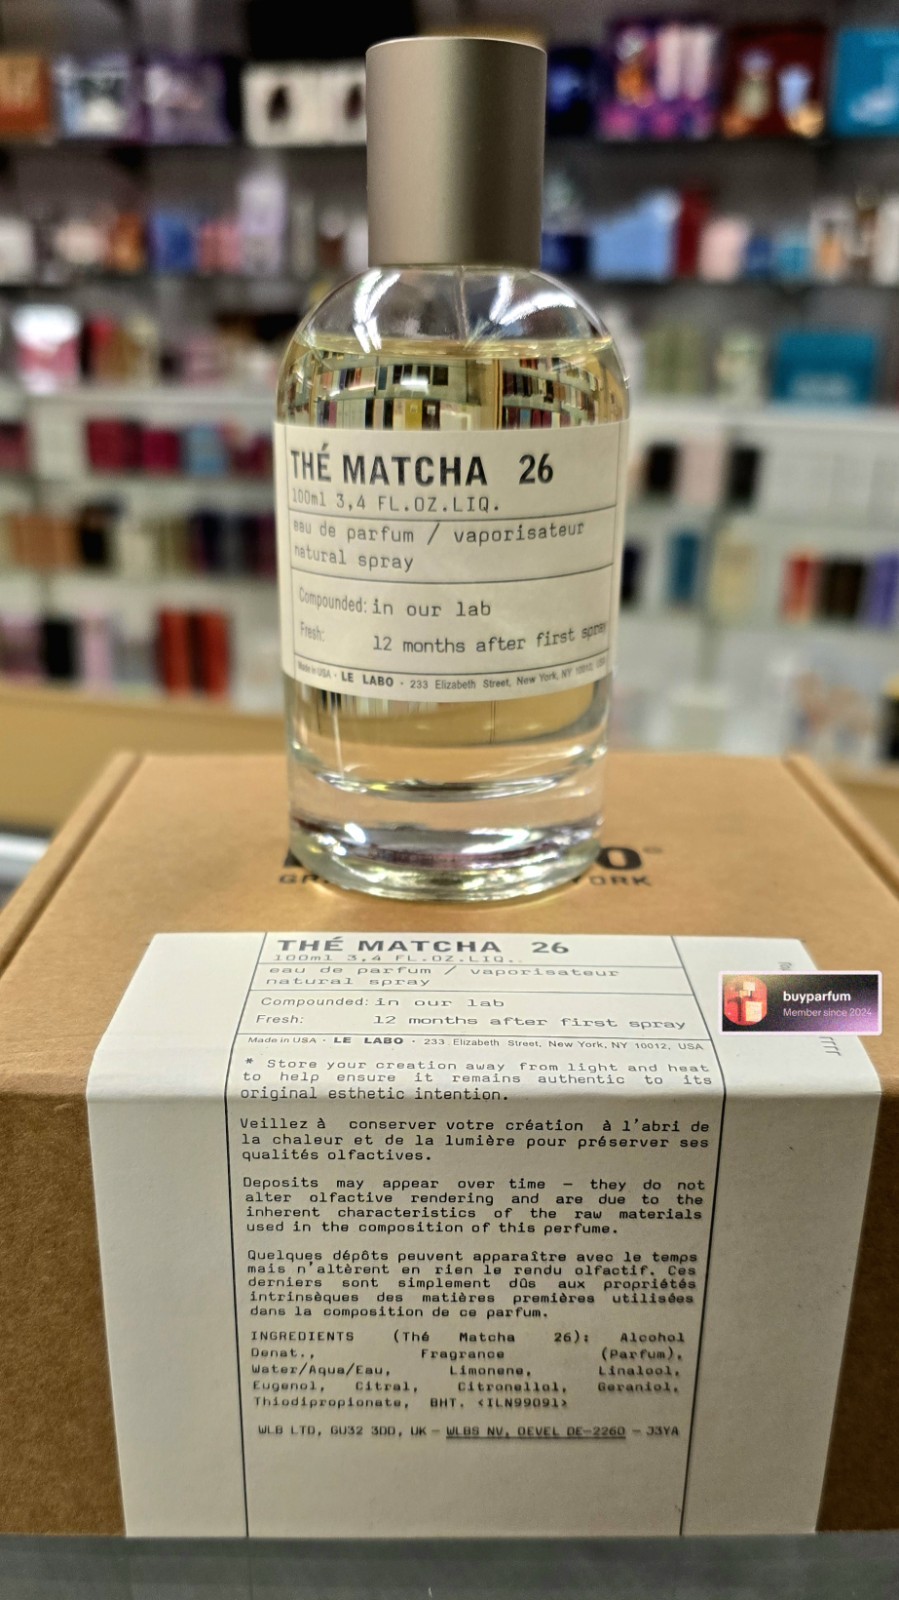 THÉ MATCHA 26
100ml 3,4 FL.OZ.LIQ.
eau de parfum / vaporisateur
natural spray
Compounded: in our lab
Fresh: 12 months after first spray
Made in USA · LE LABO · 233 Elizabeth Street, New York, NY 10012, USA
ORK
THÉ MATCHA 26
100ml 3,4 FL.OZ.LIQ.
eau de parfum / vaporisateur
natural spray
Compounded: in our lab
Fresh: 12 months after first spray
Made in USA · LE LABO · 233 Elizabeth Street, New York, NY 10012, USA
* Store your creation away from light and heat
to help ensure it remains authentic to its
original esthetic intention.
Veillez à conserver votre création à l'abri de
la chaleur et de la lumière pour préserver ses
qualités olfactives.
Deposits may appear over time – they do not
alter olfactive rendering and are due to the
inherent characteristics of the raw materials
used in the composition of this perfume.
Quelques dépôts peuvent apparaître avec le temps
mais n'altèrent en rien le rendu olfactif. Ces
derniers sont simplement dûs aux propriétés
intrinsèques des matières premières utilisées
dans la composition de ce parfum.
INGREDIENTS (Thé Matcha 26): Alcohol
Denat., Fragrance (Parfum),
Water/Aqua/Eau, Limonene, Linalool,
Eugenol, Citral, Citronellol, Geraniol,
Thiodipropionate, BHT. <ILN99091>
WLB LTD, GU32 3DD, UK – WLBS NV, DEVEL DE-2260 – J3YA
buyparfum
Member since 2024